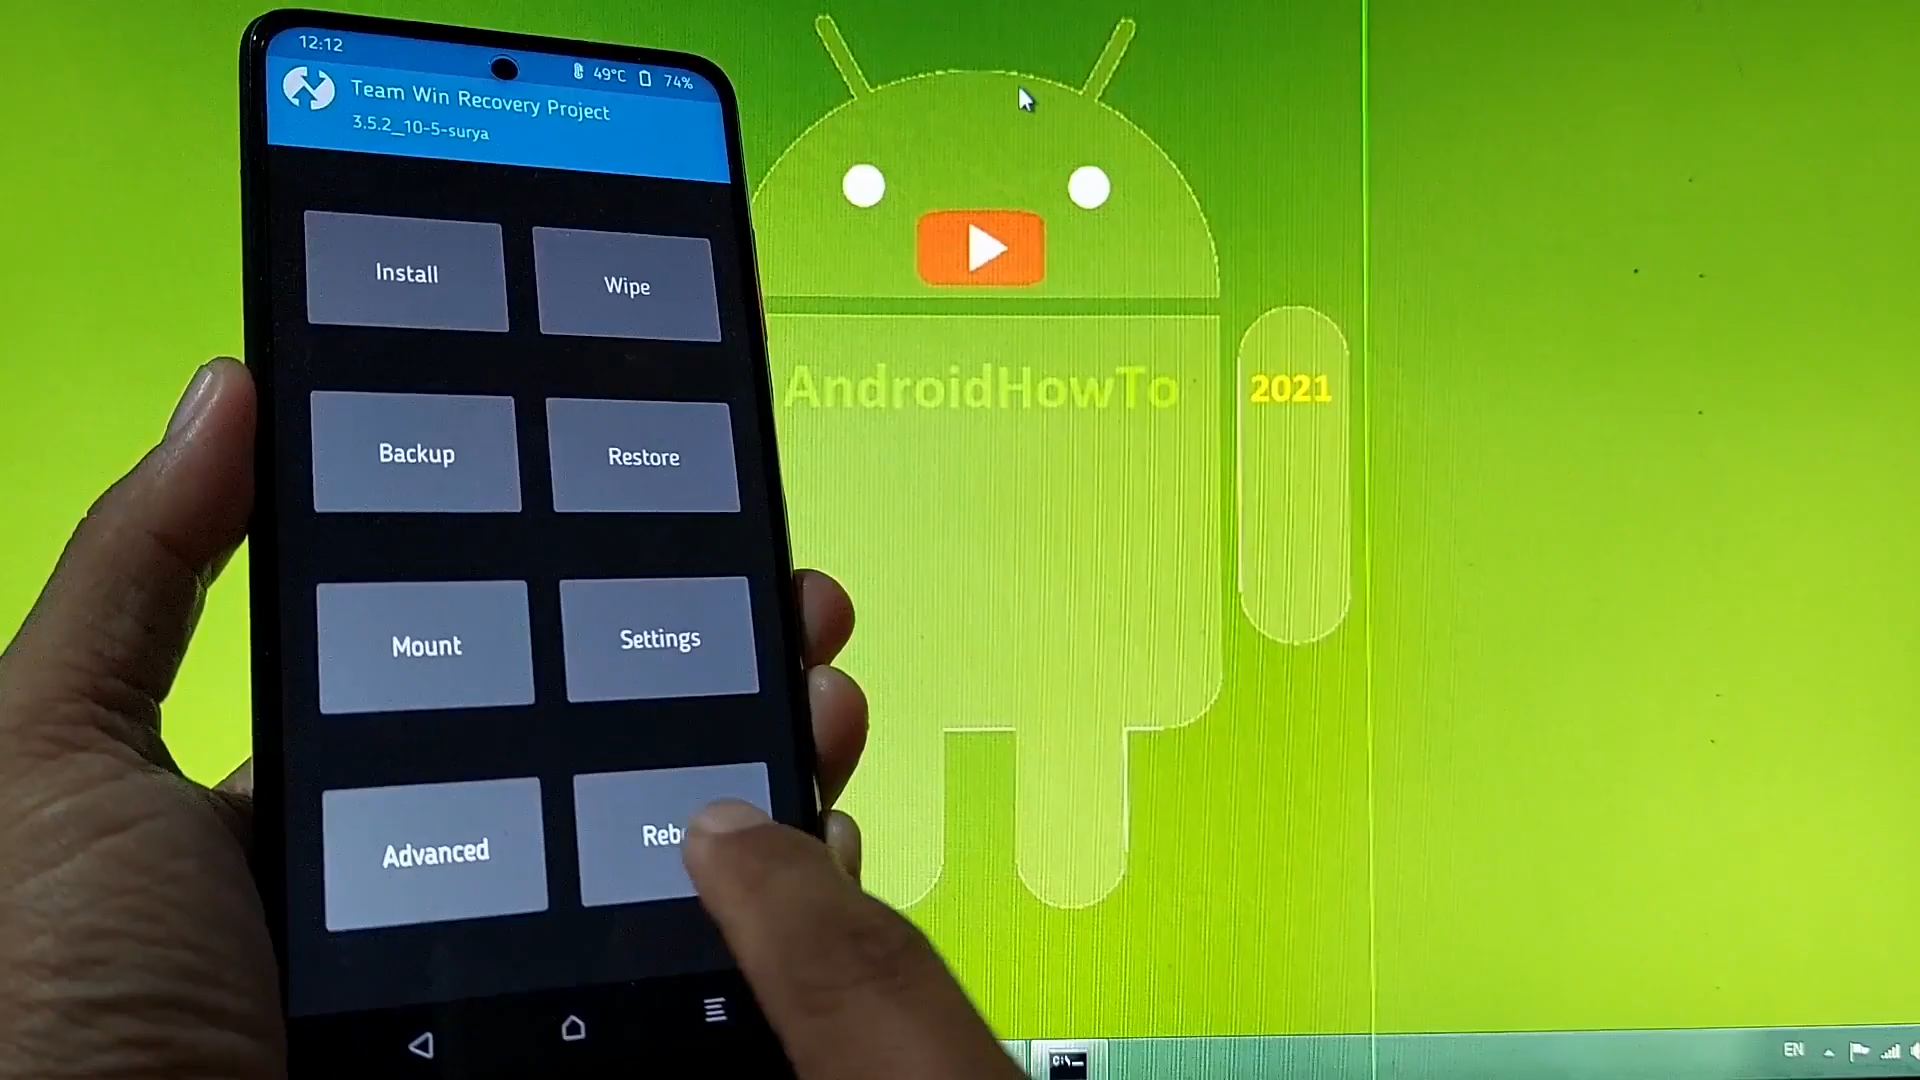 12:12
49°C 74%
Team Win Recovery Project
3.5.2_10-5-surya
Install
Wipe
Backup
Restore
Mount
Settings
Advanced
Reb
AndroidHowTo
2021
C:\
EN